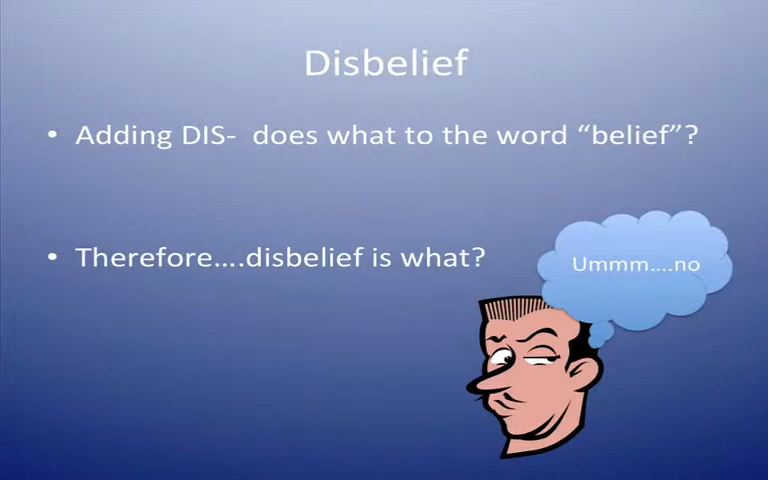 Disbelief
• Adding DIS-  does what to the word “belief”?
• Therefore….disbelief is what?
Ummm….no